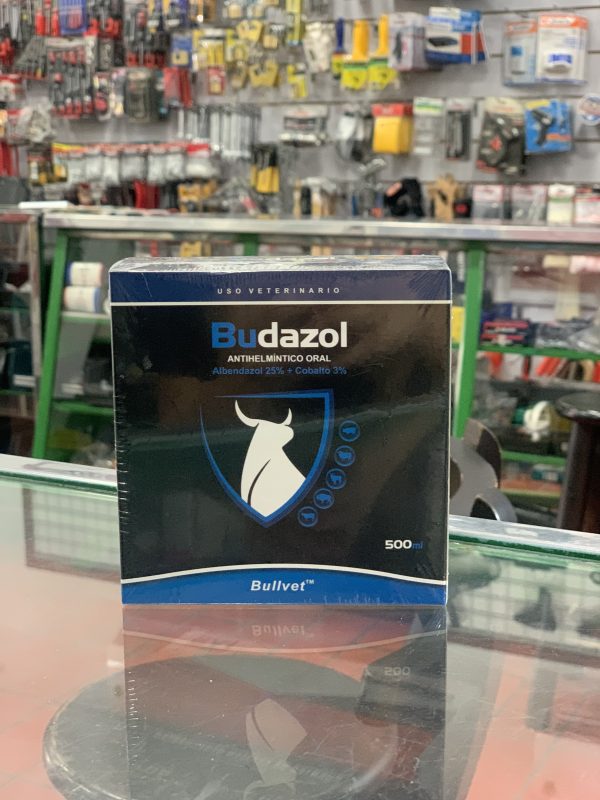 USO VETERINARIO
Budazol
ANTIHELMÍNTICO ORAL
Albendazol 25% + Cobalto 3%
500ml
Bullvet™